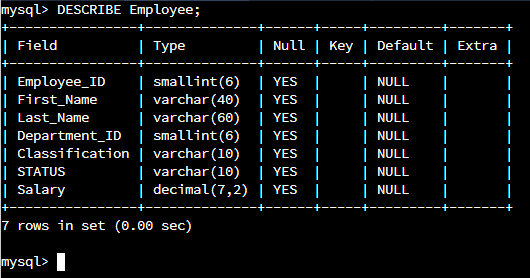 mysql> DESCRIBE Employee;
+----------------+--------------+------+-----+---------+-------+
| Field          | Type         | Null | Key | Default | Extra |
+----------------+--------------+------+-----+---------+-------+
| Employee_ID    | smallint(6)  | YES  |     | NULL    |       |
| First_Name     | varchar(40)  | YES  |     | NULL    |       |
| Last_Name      | varchar(60)  | YES  |     | NULL    |       |
| Department_ID  | smallint(6)  | YES  |     | NULL    |       |
| Classification | varchar(10)  | YES  |     | NULL    |       |
| STATUS         | varchar(10)  | YES  |     | NULL    |       |
| Salary         | decimal(7,2) | YES  |     | NULL    |       |
+----------------+--------------+------+-----+---------+-------+
7 rows in set (0.00 sec)
mysql>